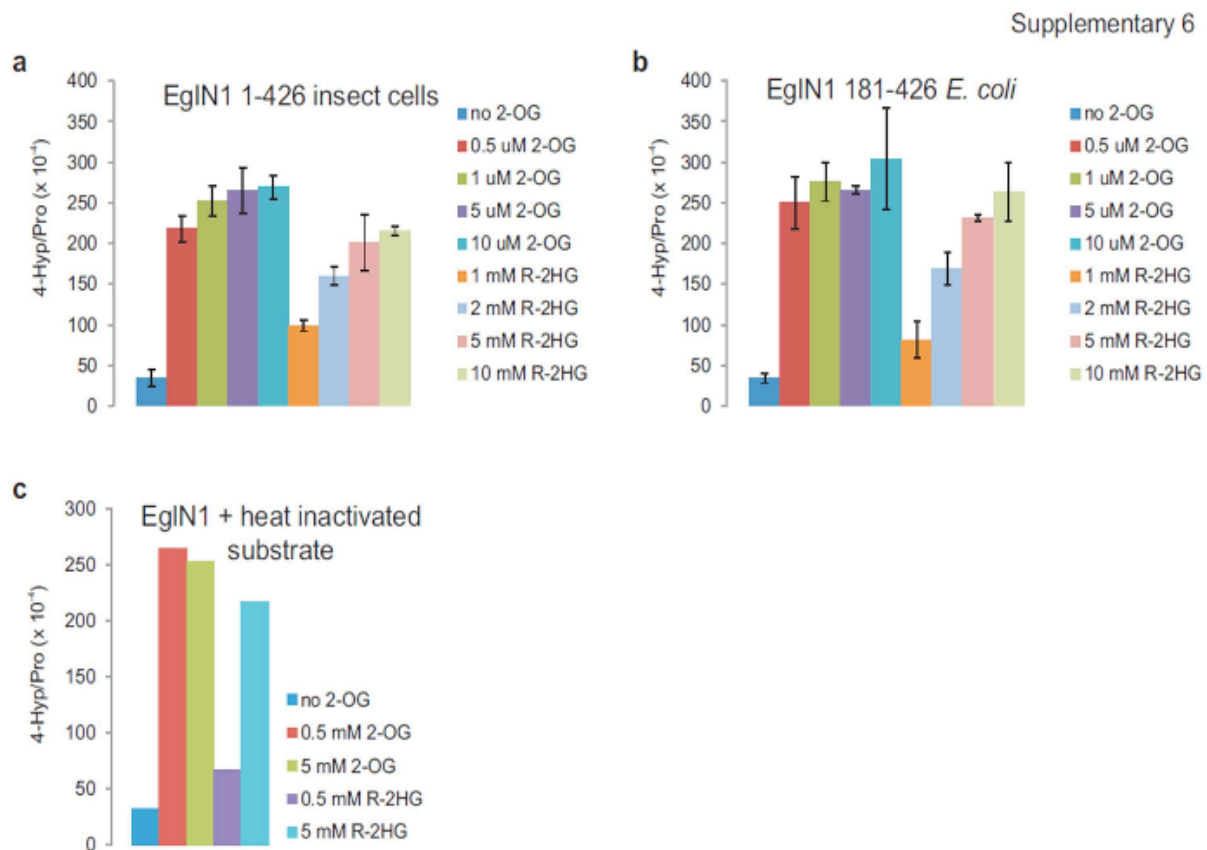 Supplementary 6
a
EglN1 1-426 insect cells
4-Hyp/Pro (x 10⁻⁴)
400
350
300
250
200
150
100
50
0
no 2-OG
0.5 uM 2-OG
1 uM 2-OG
5 uM 2-OG
10 uM 2-OG
1 mM R-2HG
2 mM R-2HG
5 mM R-2HG
10 mM R-2HG
b
EglN1 181-426 E. coli
4-Hyp/Pro (x 10⁻⁴)
400
350
300
250
200
150
100
50
0
no 2-OG
0.5 uM 2-OG
1 uM 2-OG
5 uM 2-OG
10 uM 2-OG
1 mM R-2HG
2 mM R-2HG
5 mM R-2HG
10 mM R-2HG
c
EglN1 + heat inactivated
substrate
4-Hyp/Pro (x 10⁻⁴)
300
250
200
150
100
50
0
no 2-OG
0.5 mM 2-OG
5 mM 2-OG
0.5 mM R-2HG
5 mM R-2HG